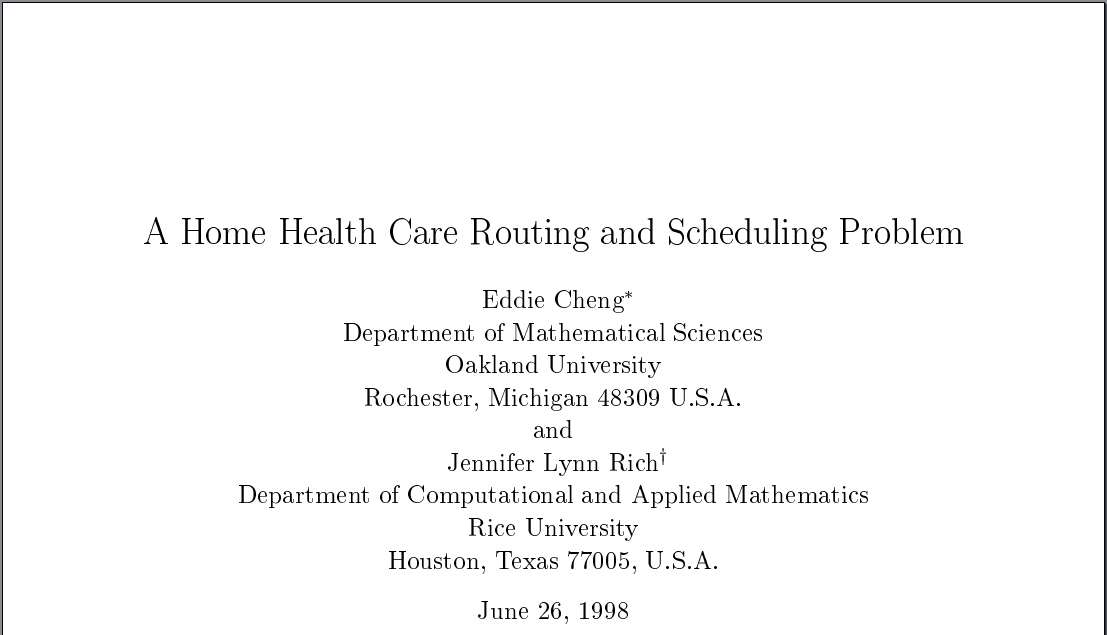 A Home Health Care Routing and Scheduling Problem
Eddie Cheng*
Department of Mathematical Sciences
Oakland University
Rochester, Michigan 48309 U.S.A.
and
Jennifer Lynn Rich†
Department of Computational and Applied Mathematics
Rice University
Houston, Texas 77005, U.S.A.
June 26, 1998